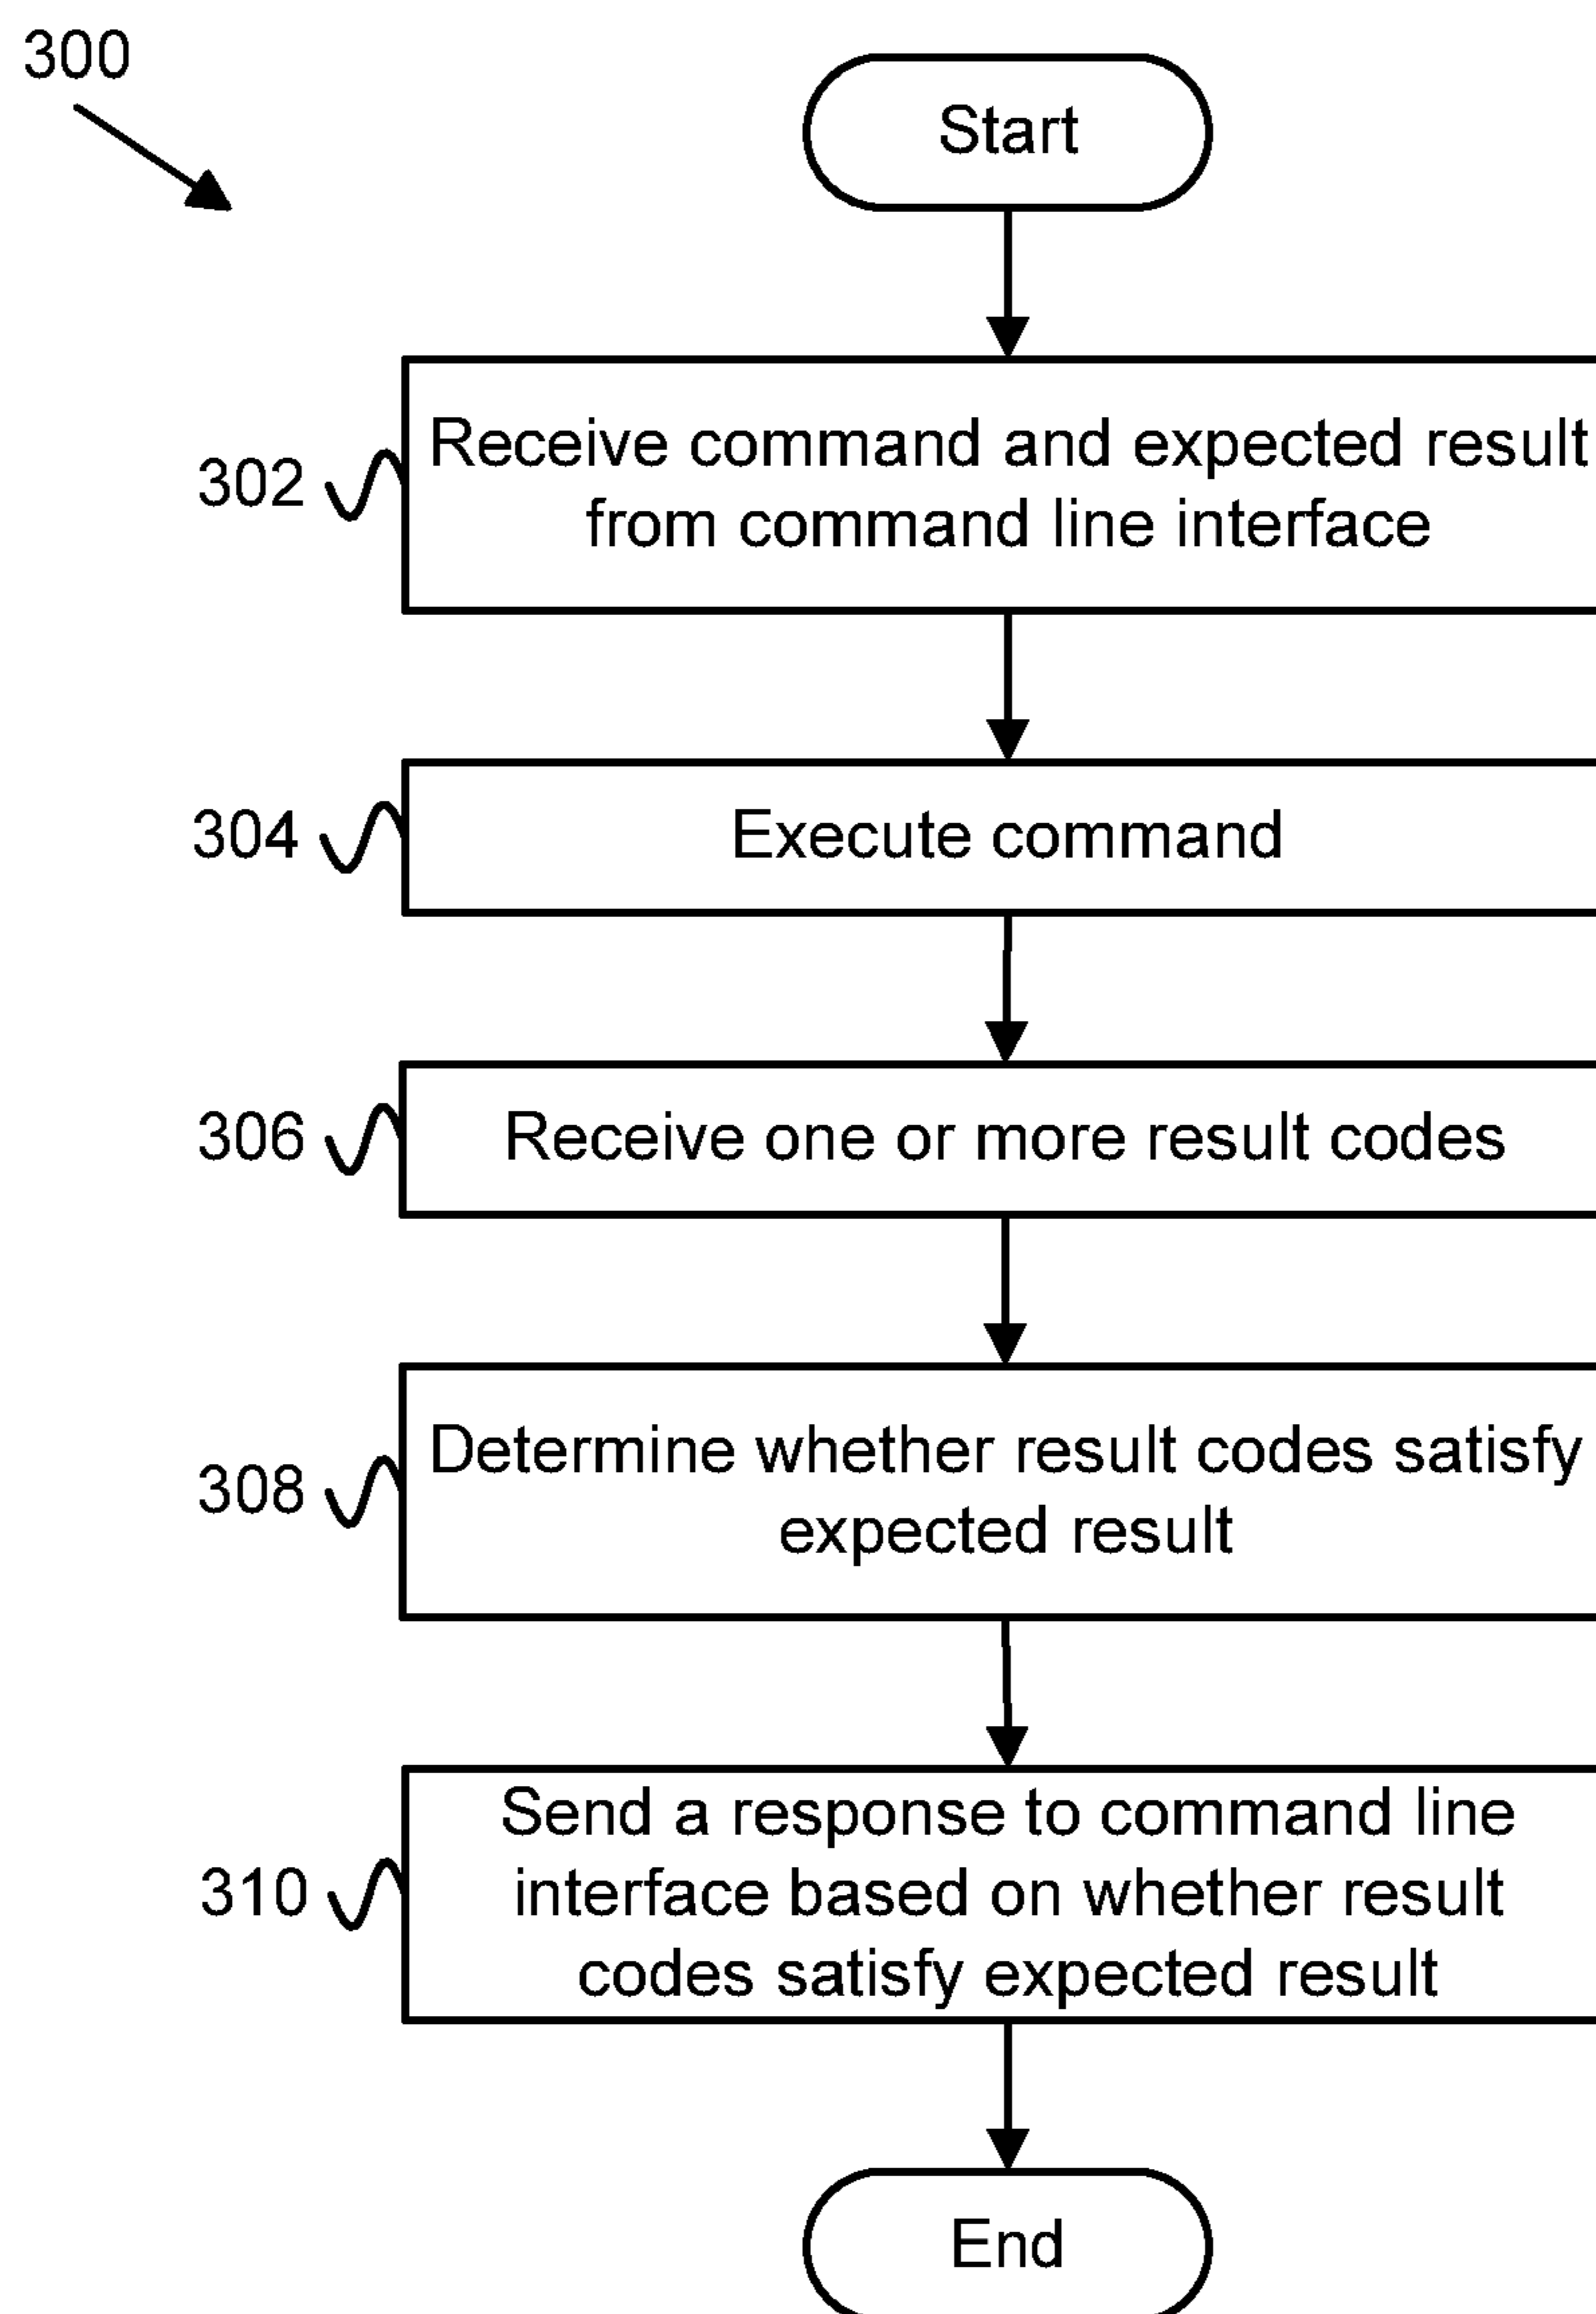 300
Start
302
Receive command and expected result
from command line interface
304
Execute command
306
Receive one or more result codes
308
Determine whether result codes satisfy
expected result
310
Send a response to command line
interface based on whether result
codes satisfy expected result
End